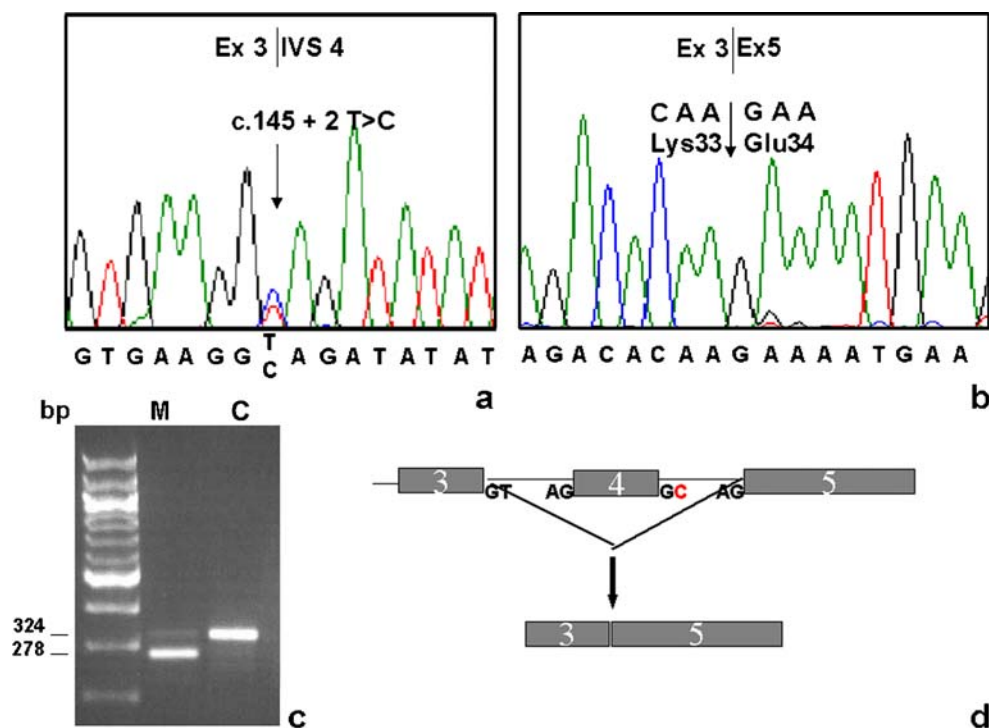 Ex 3 | IVS 4
c.145 + 2 T>C
G T G A A G G T A G A T A T A T
C
a
Ex 3 | Ex5
C A A G A A
Lys33 Glu34
A G A C A C A A G A A A A T G A A
b
bp M C
324
278
c
3 GT AG 4 GC AG 5
3 5
d